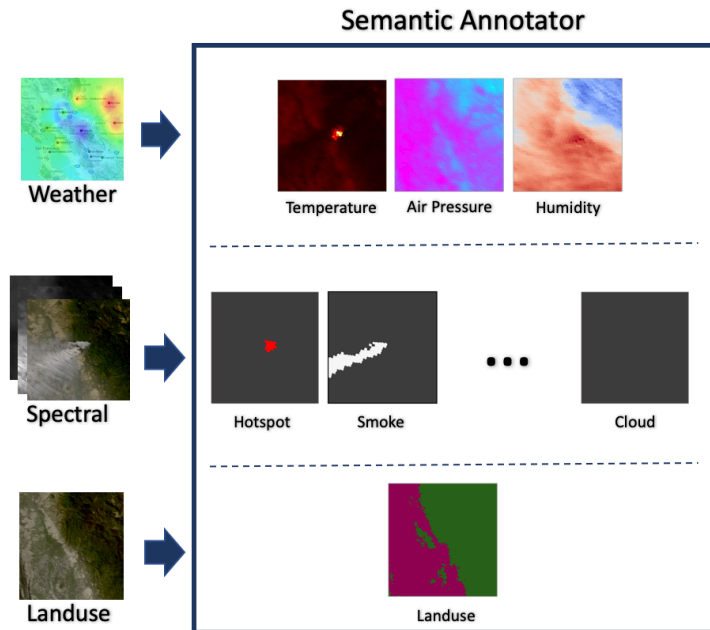 Semantic Annotator
Weather
Temperature
Air Pressure
Humidity
Spectral
Hotspot
Smoke
...
Cloud
Landuse
Landuse